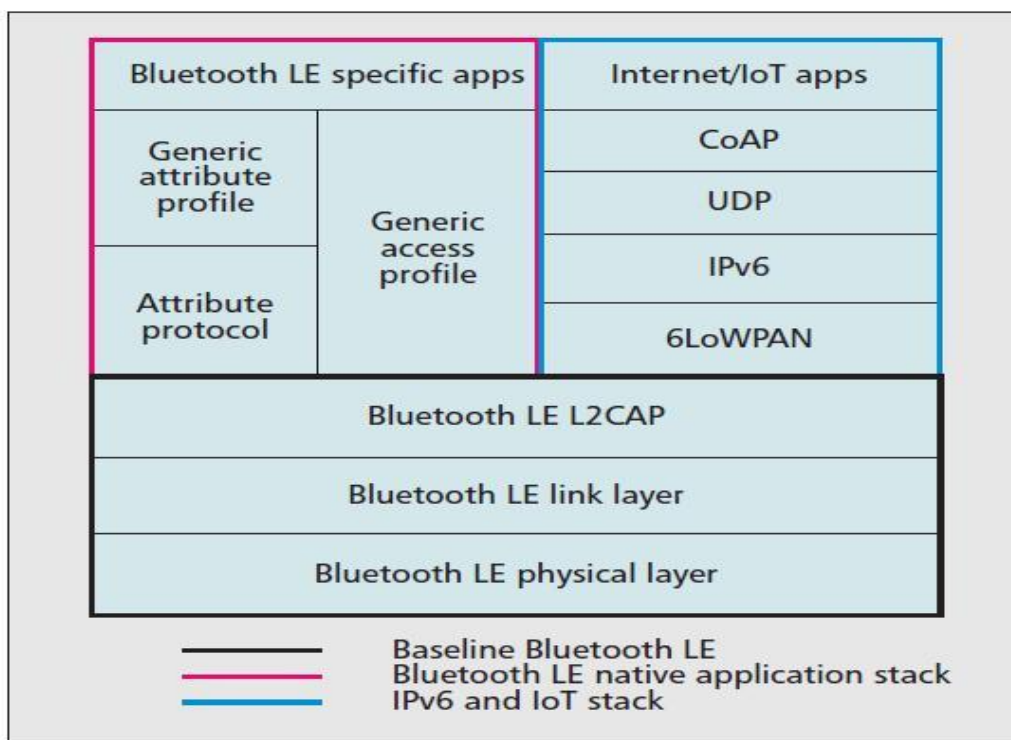 Bluetooth LE specific apps
Internet/IoT apps
Generic
attribute
profile
Attribute
protocol
Generic
access
profile
CoAP
UDP
IPv6
6LoWPAN
Bluetooth LE L2CAP
Bluetooth LE link layer
Bluetooth LE physical layer
Baseline Bluetooth LE
Bluetooth LE native application stack
IPv6 and IoT stack